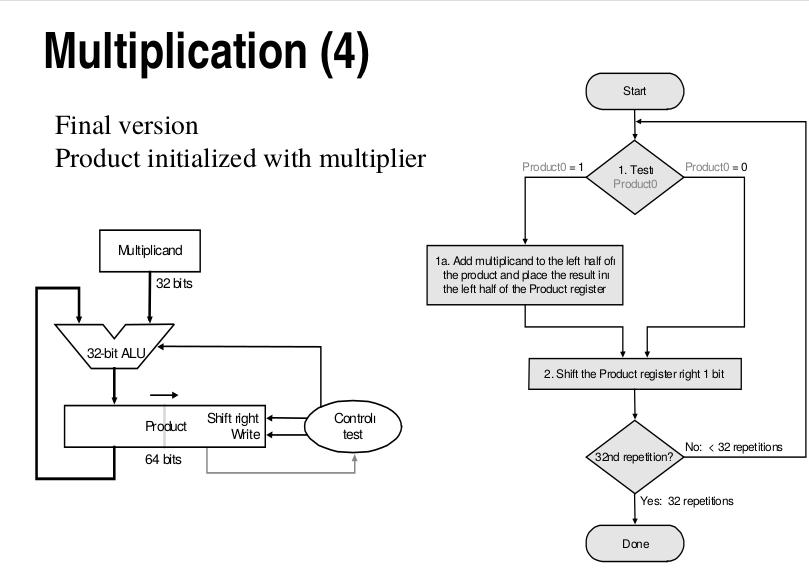 Multiplication (4)
Final version
Product initialized with multiplier
Multiplicand
32 bits
32-bit ALU
Product
Shift right
Write
64 bits
Control
test
Start
1. Test
Product0
Product0 = 1
Product0 = 0
1a. Add multiplicand to the left half of
the product and place the result in
the left half of the Product register
2. Shift the Product register right 1 bit
32nd repetition?
No: < 32 repetitions
Yes: 32 repetitions
Done